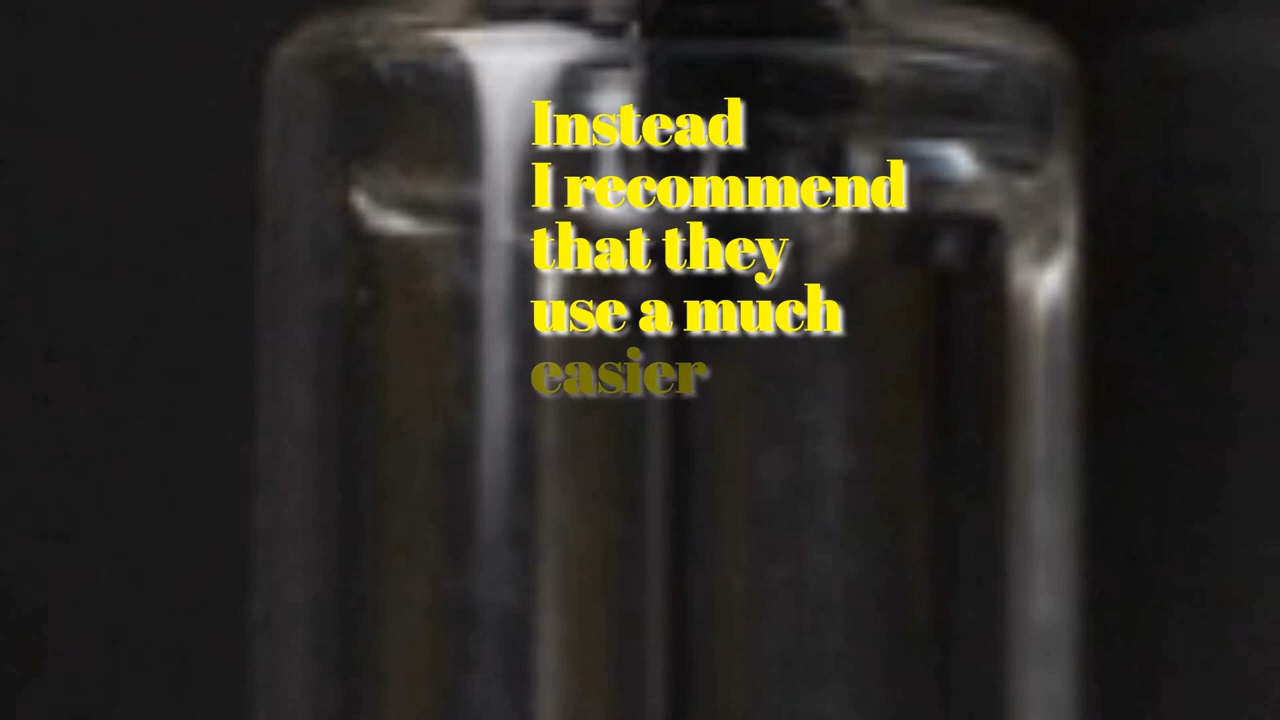 Instead
I recommend
that they
use a much
easier